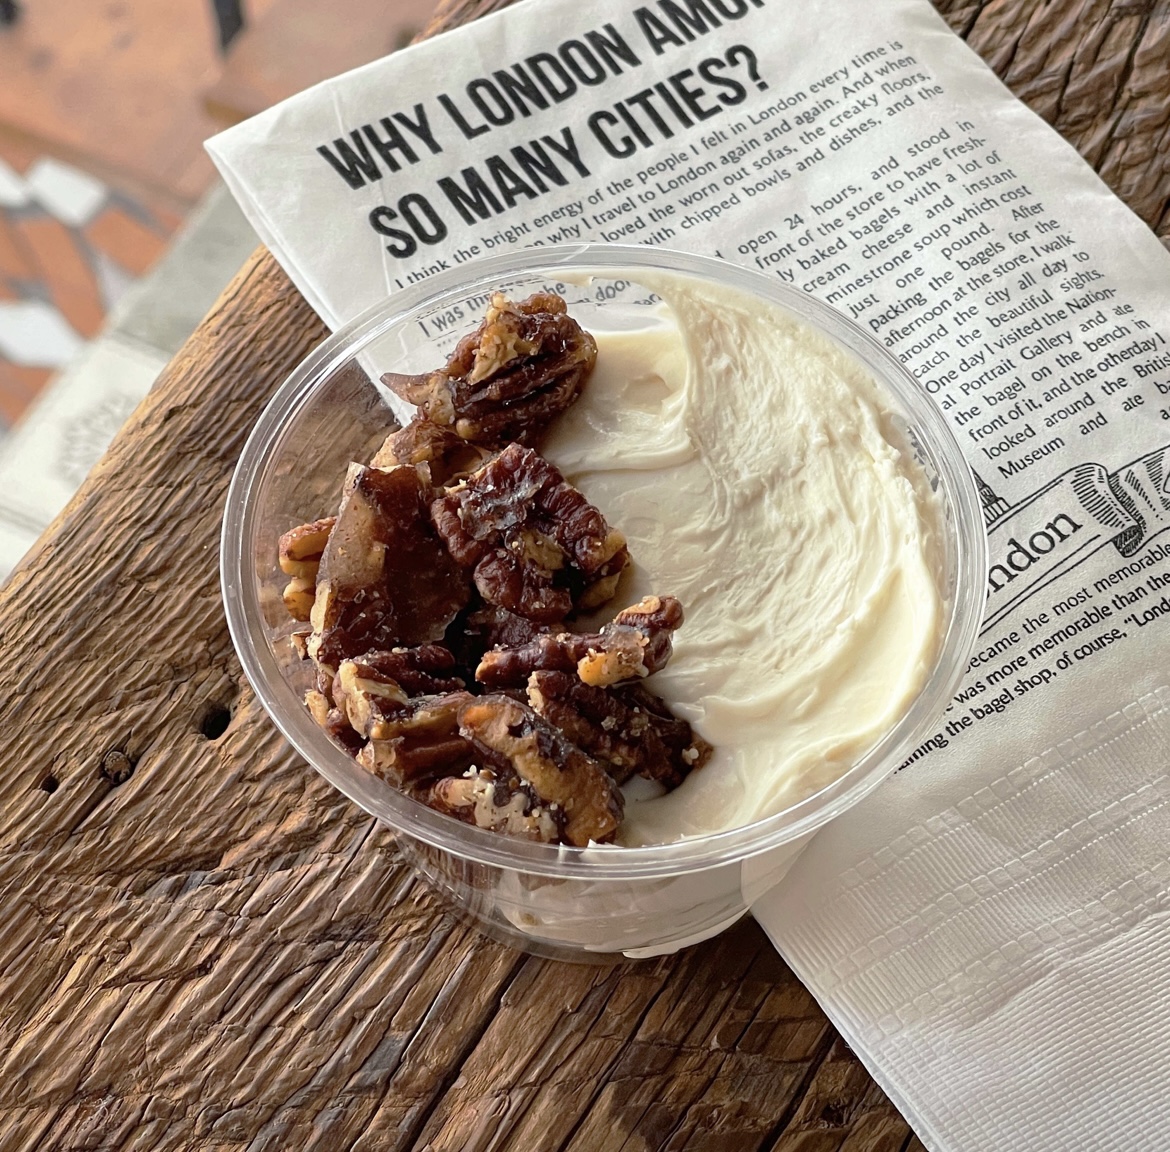 WHY LONDON
SO MANY CITIES?
I think the bright energy of the people I felt in London every time is
why I travel to London again and again. And when
loved the worn out sofas, the creaky floors,
with chipped bowls and dishes, and the
I was the
open 24 hours, and stood in
front of the store to have fresh-
ly baked bagels with a lot of
cream cheese and instant
minestrone soup which cost
just one pound. After
packing the bagels for the
afternoon at the store, I walk
around the city all day to
catch the beautiful sights.
One day I visited the Nation-
al Portrait Gallery and ate
the bagel on the bench in
front of it, and the otherday I
looked around the
Museum and ate
ndon
became the most memorable
was more memorable than the
the bagel shop, of course,